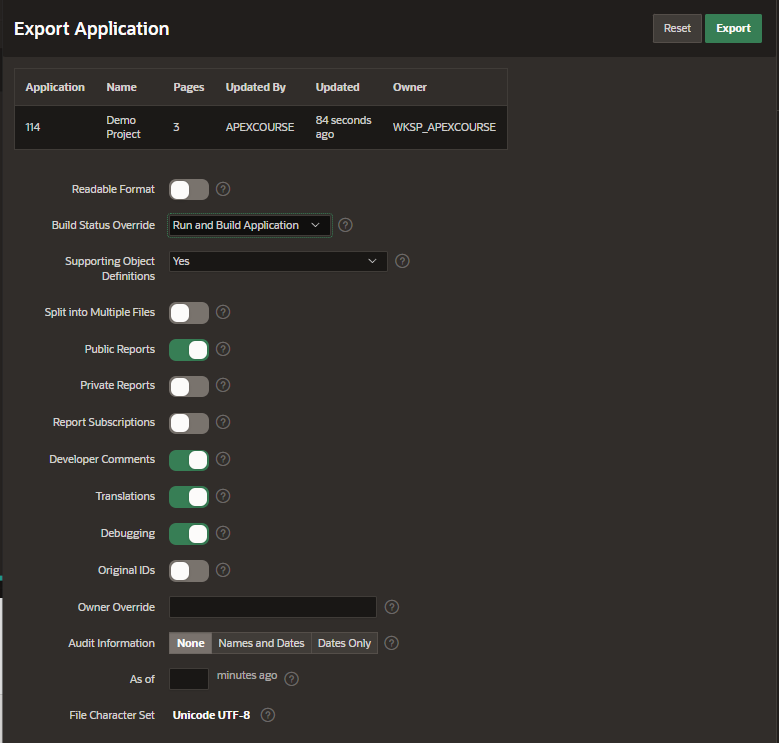 Export Application
Reset
Export
Application Name Pages Updated By Updated Owner
114 Demo Project 3 APEXCOURSE 84 seconds ago WKSP_APEXCOURSE
Readable Format ?
Build Status Override Run and Build Application ?
Supporting Object Definitions Yes ?
Split into Multiple Files ?
Public Reports ?
Private Reports ?
Report Subscriptions ?
Developer Comments ?
Translations ?
Debugging ?
Original IDs ?
Owner Override ?
Audit Information None Names and Dates Dates Only ?
As of minutes ago ?
File Character Set Unicode UTF-8 ?